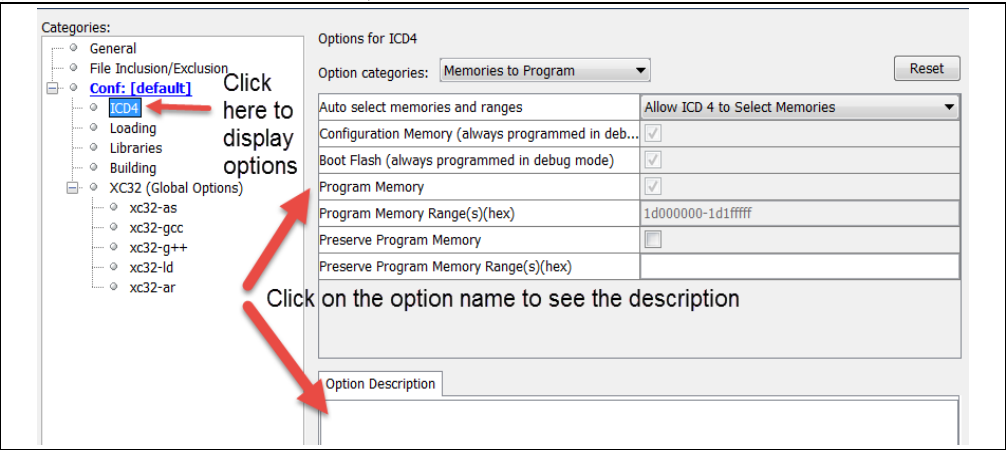 Categories:
General
File Inclusion/Exclusion
Conf: [default]
ICD4
Loading
Libraries
Building
XC32 (Global Options)
xc32-as
xc32-gcc
xc32-g++
xc32-ld
xc32-ar
Click
here to
display
options
Options for ICD4
Option categories: Memories to Program
Reset
Auto select memories and ranges Allow ICD 4 to Select Memories
Configuration Memory (always programmed in deb...
Boot Flash (always programmed in debug mode)
Program Memory
Program Memory Range(s)(hex) 1d000000-1d1fffff
Preserve Program Memory
Preserve Program Memory Range(s)(hex)
Click on the option name to see the description
Option Description